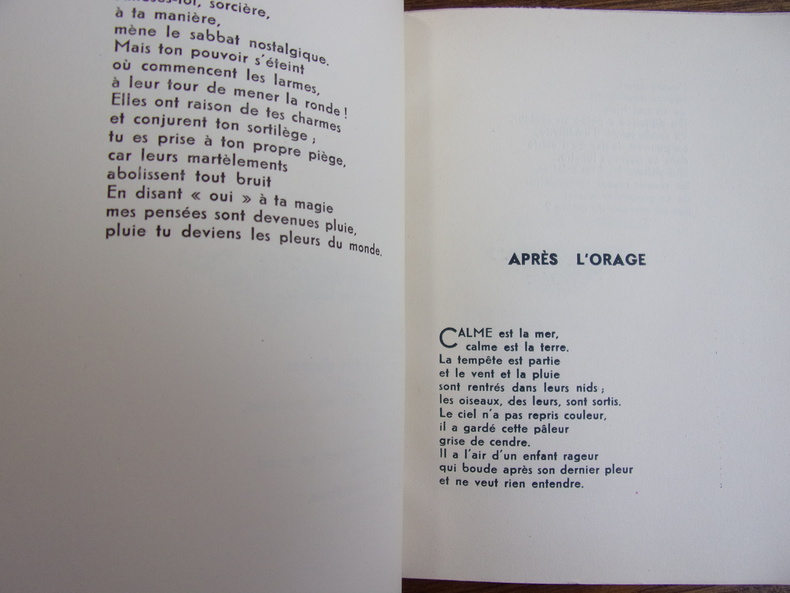 sorcière,
à ta manière,
mène le sabbat nostalgique.
Mais ton pouvoir s'éteint
où commencent les larmes,
à leur tour de mener la ronde !
Elles ont raison de tes charmes
et conjurent ton sortilège ;
tu es prise à ton propre piège,
car leurs martèlements
abolissent tout bruit
En disant « oui » à ta magie
mes pensées sont devenues pluie,
pluie tu deviens les pleurs du monde.
APRÈS L'ORAGE
CALME est la mer,
calme est la terre.
La tempête est partie
et le vent et la pluie
sont rentrés dans leurs nids ;
les oiseaux, des leurs, sont sortis.
Le ciel n'a pas repris couleur,
il a gardé cette pâleur
grise de cendre.
Il a l'air d'un enfant rageur
qui boude après son dernier pleur
et ne veut rien entendre.